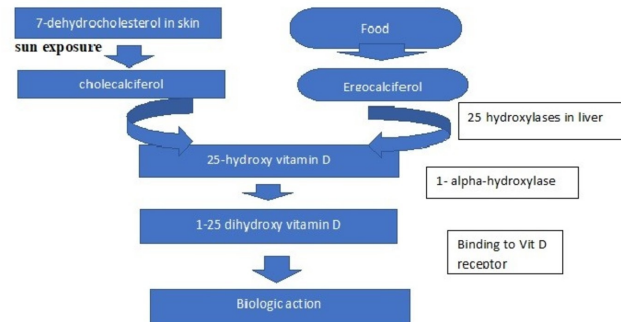 7-dehydrocholesterol in skin
Food
sun exposure
cholecalciferol
Ergocalciferol
25 hydroxylases in liver
25-hydroxy vitamin D
1- alpha-hydroxylase
1-25 dihydroxy vitamin D
Binding to Vit D
receptor
Biologic action